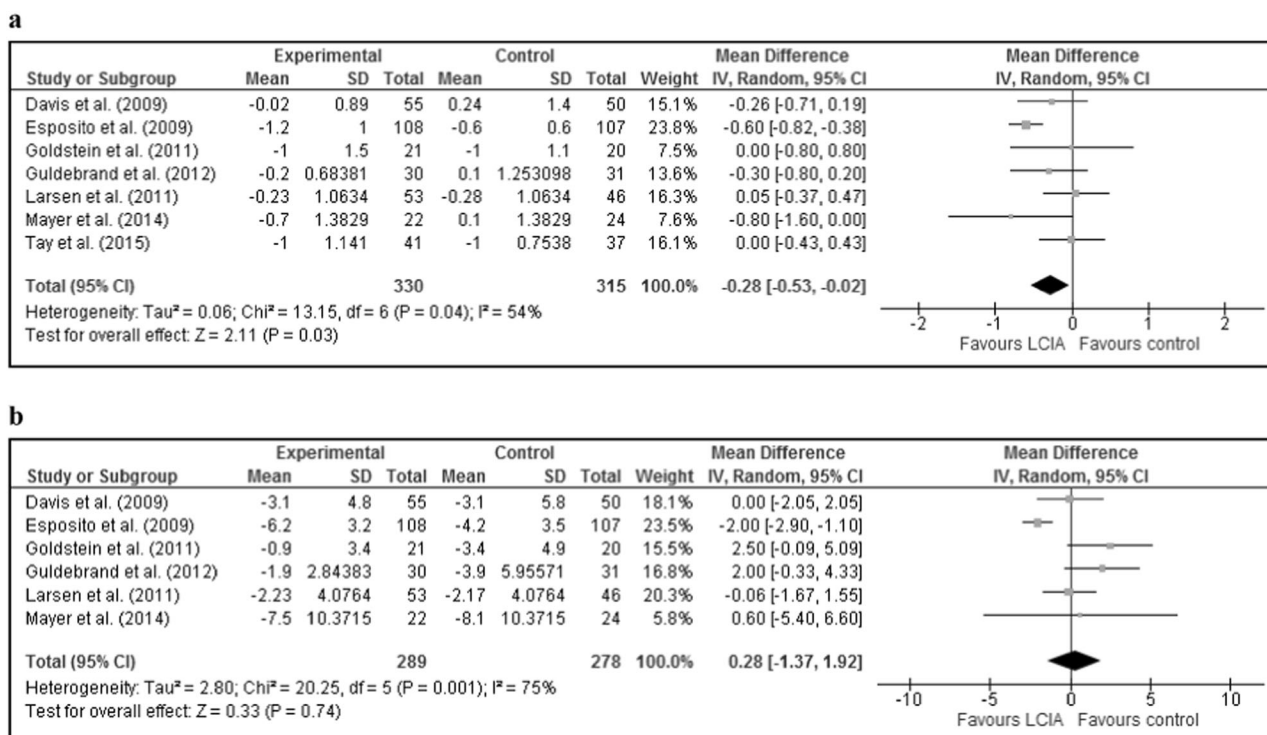 a
Experimental Control Mean Difference Mean Difference
Study or Subgroup Mean SD Total Mean SD Total Weight IV, Random, 95% CI IV, Random, 95% CI
Davis et al. (2009) -0.02 0.89 55 0.24 1.4 50 15.1% -0.26 [-0.71, 0.19]
Esposito et al. (2009) -1.2 1 108 -0.6 0.6 107 23.8% -0.60 [-0.82, -0.38]
Goldstein et al. (2011) -1 1.5 21 -1 1.1 20 7.5% 0.00 [-0.80, 0.80]
Guldebrand et al. (2012) -0.2 0.68381 30 0.1 1.253098 31 13.6% -0.30 [-0.80, 0.20]
Larsen et al. (2011) -0.23 1.0634 53 -0.28 1.0634 46 16.3% 0.05 [-0.37, 0.47]
Mayer et al. (2014) -0.7 1.3829 22 0.1 1.3829 24 7.6% -0.80 [-1.60, 0.00]
Tay et al. (2015) -1 1.141 41 -1 0.7538 37 16.1% 0.00 [-0.43, 0.43]
Total (95% CI) 330 315 100.0% -0.28 [-0.53, -0.02]
Heterogeneity: Tau² = 0.06; Chi² = 13.15, df = 6 (P = 0.04); I² = 54%
Test for overall effect: Z = 2.11 (P = 0.03)
-2 -1 0 1 2
Favours LCIA Favours control
b
Experimental Control Mean Difference Mean Difference
Study or Subgroup Mean SD Total Mean SD Total Weight IV, Random, 95% CI IV, Random, 95% CI
Davis et al. (2009) -3.1 4.8 55 -3.1 5.8 50 18.1% 0.00 [-2.05, 2.05]
Esposito et al. (2009) -6.2 3.2 108 -4.2 3.5 107 23.5% -2.00 [-2.90, -1.10]
Goldstein et al. (2011) -0.9 3.4 21 -3.4 4.9 20 15.5% 2.50 [-0.09, 5.09]
Guldebrand et al. (2012) -1.9 2.84383 30 -3.9 5.95571 31 16.8% 2.00 [-0.33, 4.33]
Larsen et al. (2011) -2.23 4.0764 53 -2.17 4.0764 46 20.3% -0.06 [-1.67, 1.55]
Mayer et al. (2014) -7.5 10.3715 22 -8.1 10.3715 24 5.8% 0.60 [-5.40, 6.60]
Total (95% CI) 289 278 100.0% 0.28 [-1.37, 1.92]
Heterogeneity: Tau² = 2.80; Chi² = 20.25, df = 5 (P = 0.001); I² = 75%
Test for overall effect: Z = 0.33 (P = 0.74)
-10 -5 0 5 10
Favours LCIA Favours control